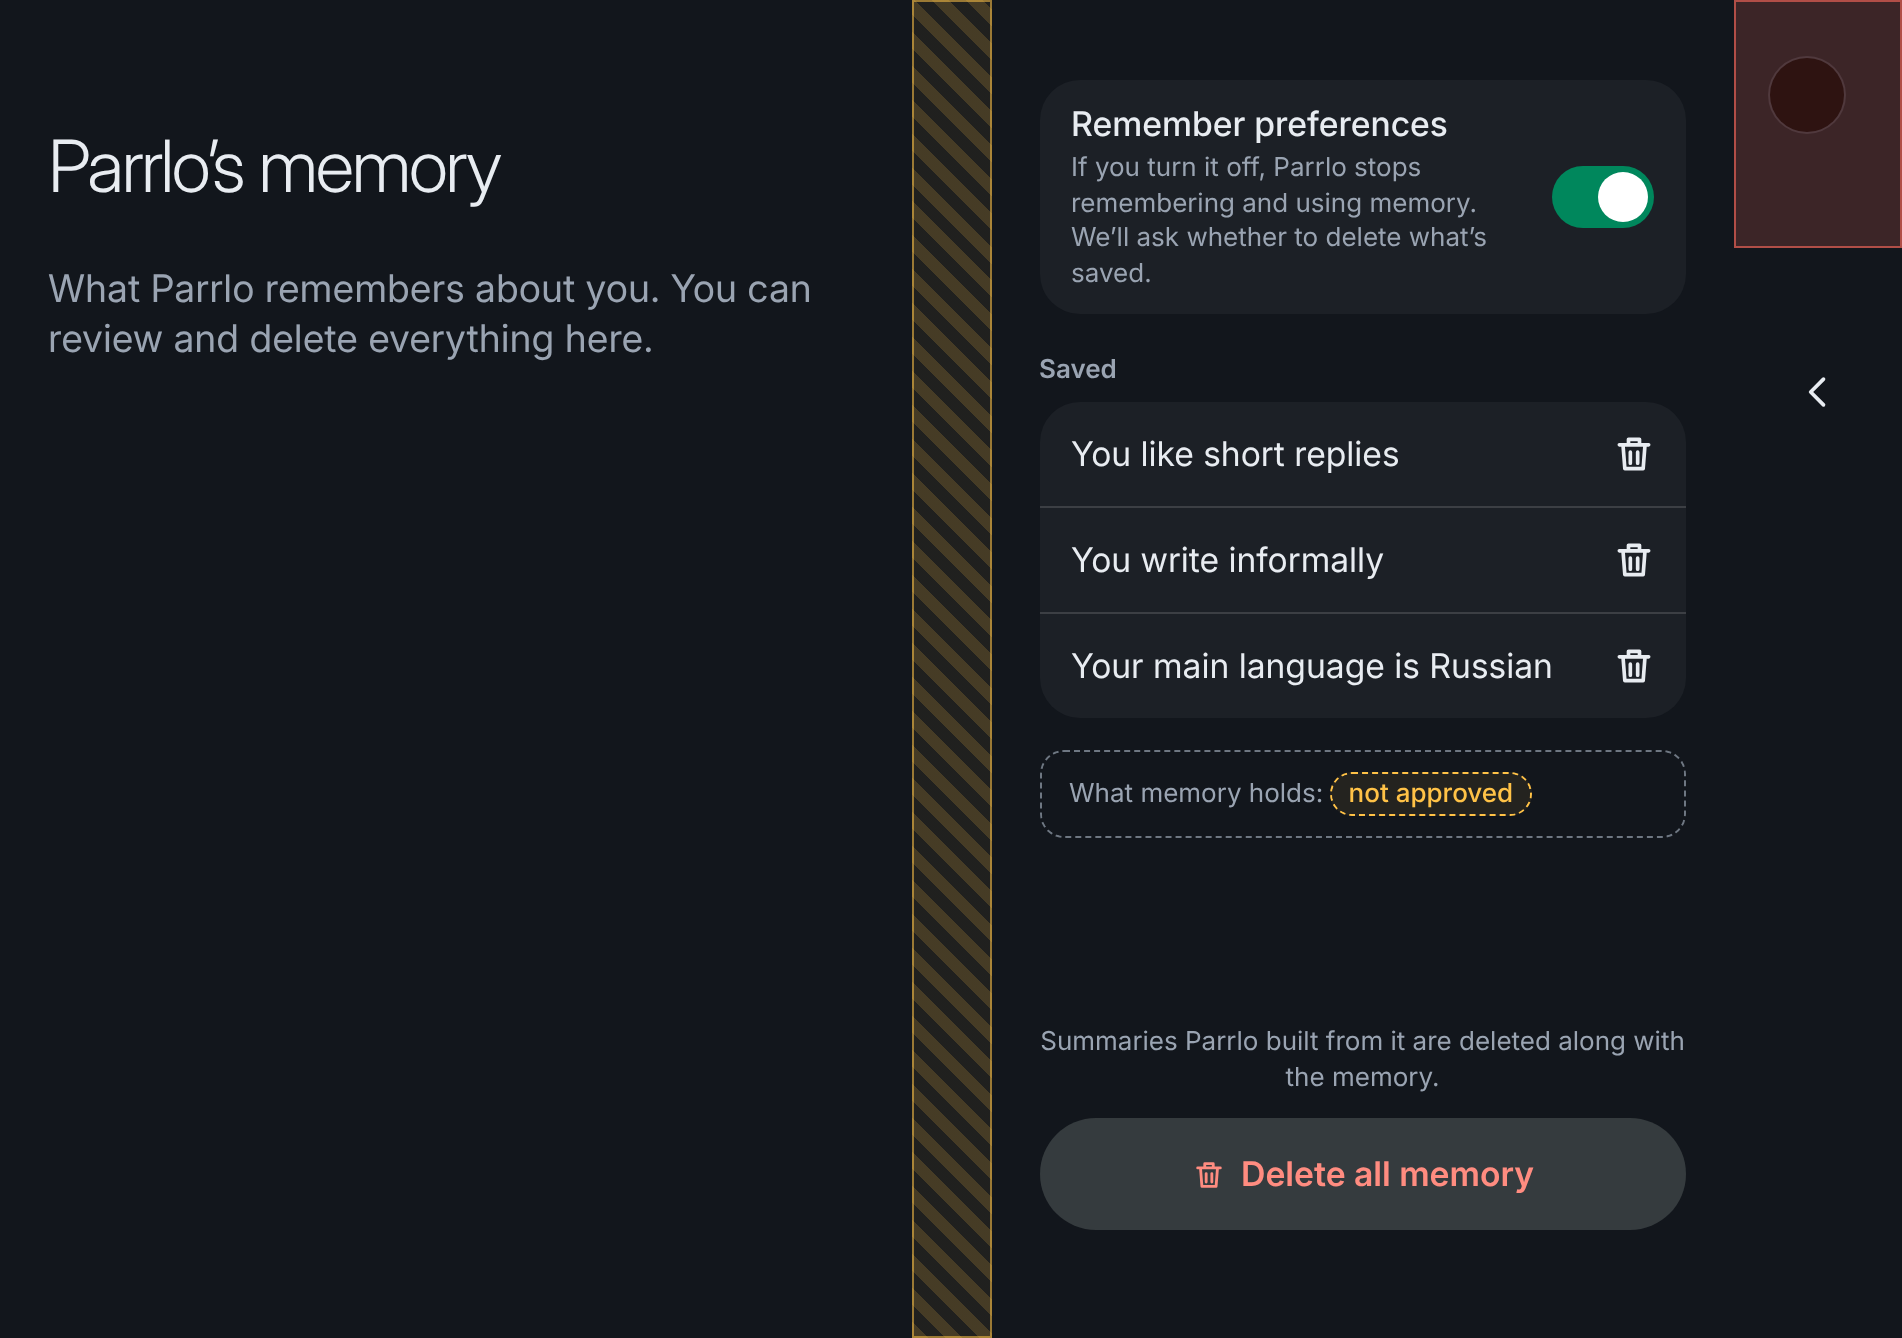 Parrlo’s memory
What Parrlo remembers about you. You can
review and delete everything here.
Remember preferences
If you turn it off, Parrlo stops
remembering and using memory.
We’ll ask whether to delete what’s
saved.
Saved
You like short replies
You write informally
Your main language is Russian
What memory holds: not approved
Summaries Parrlo built from it are deleted along with
the memory.
Delete all memory